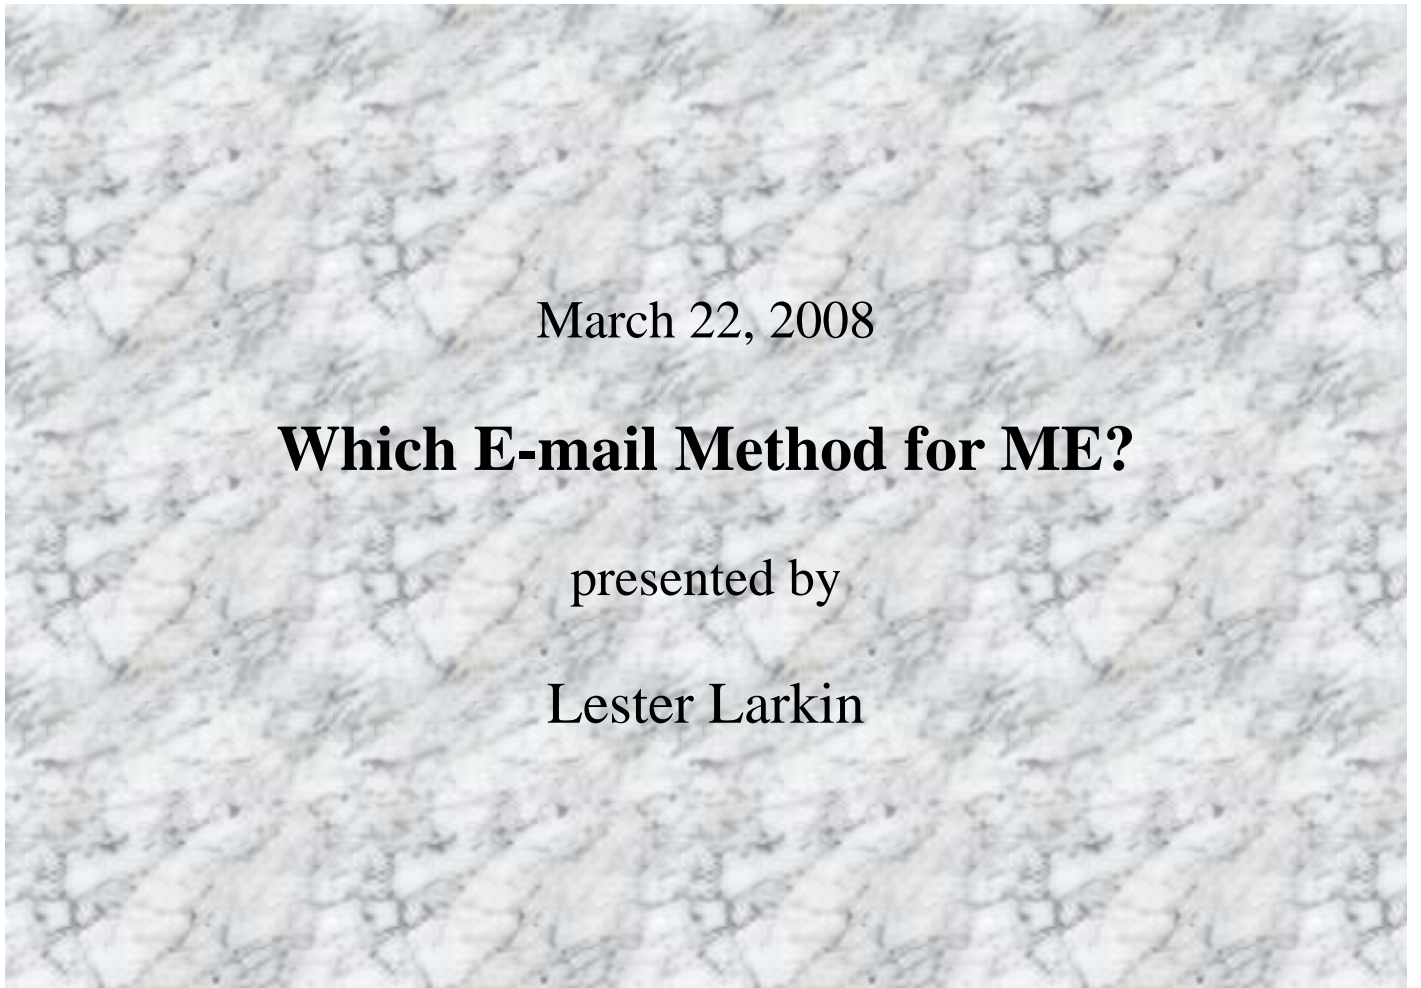 March 22, 2008
Which E-mail Method for ME?
presented by
Lester Larkin